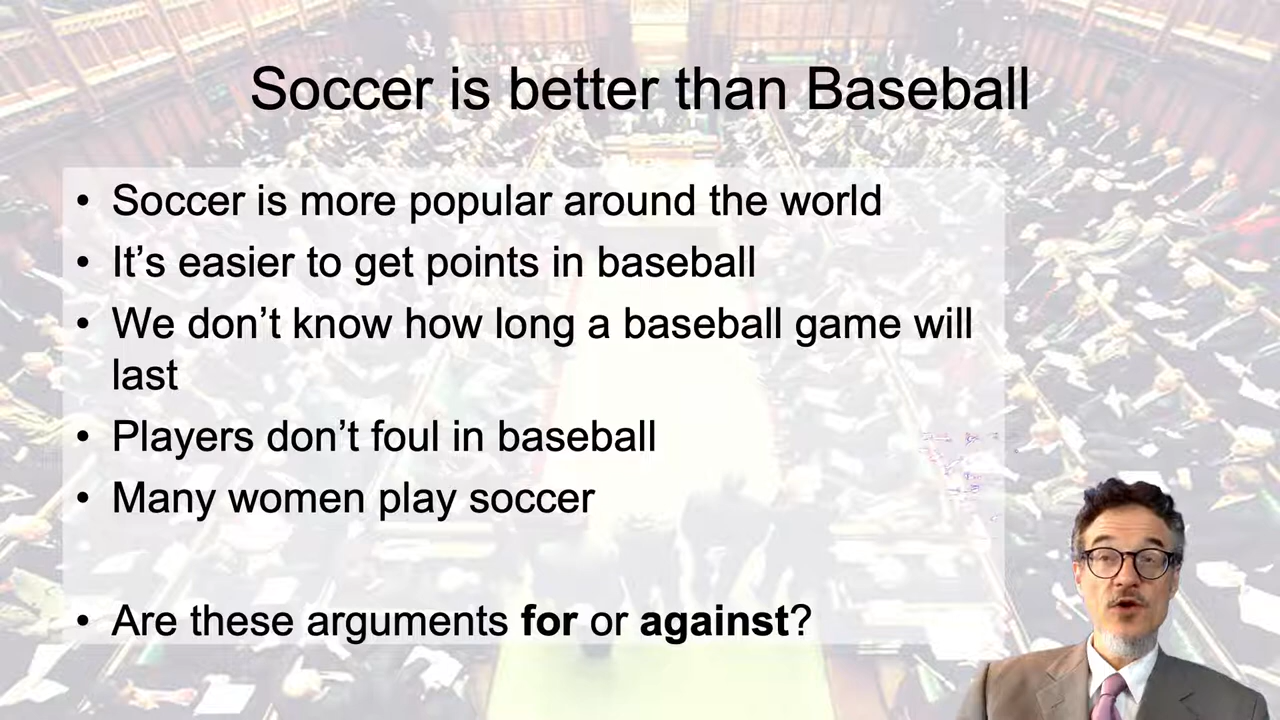 Soccer is better than Baseball
• Soccer is more popular around the world
• It’s easier to get points in baseball
• We don’t know how long a baseball game will
last
• Players don’t foul in baseball
• Many women play soccer
• Are these arguments for or against?